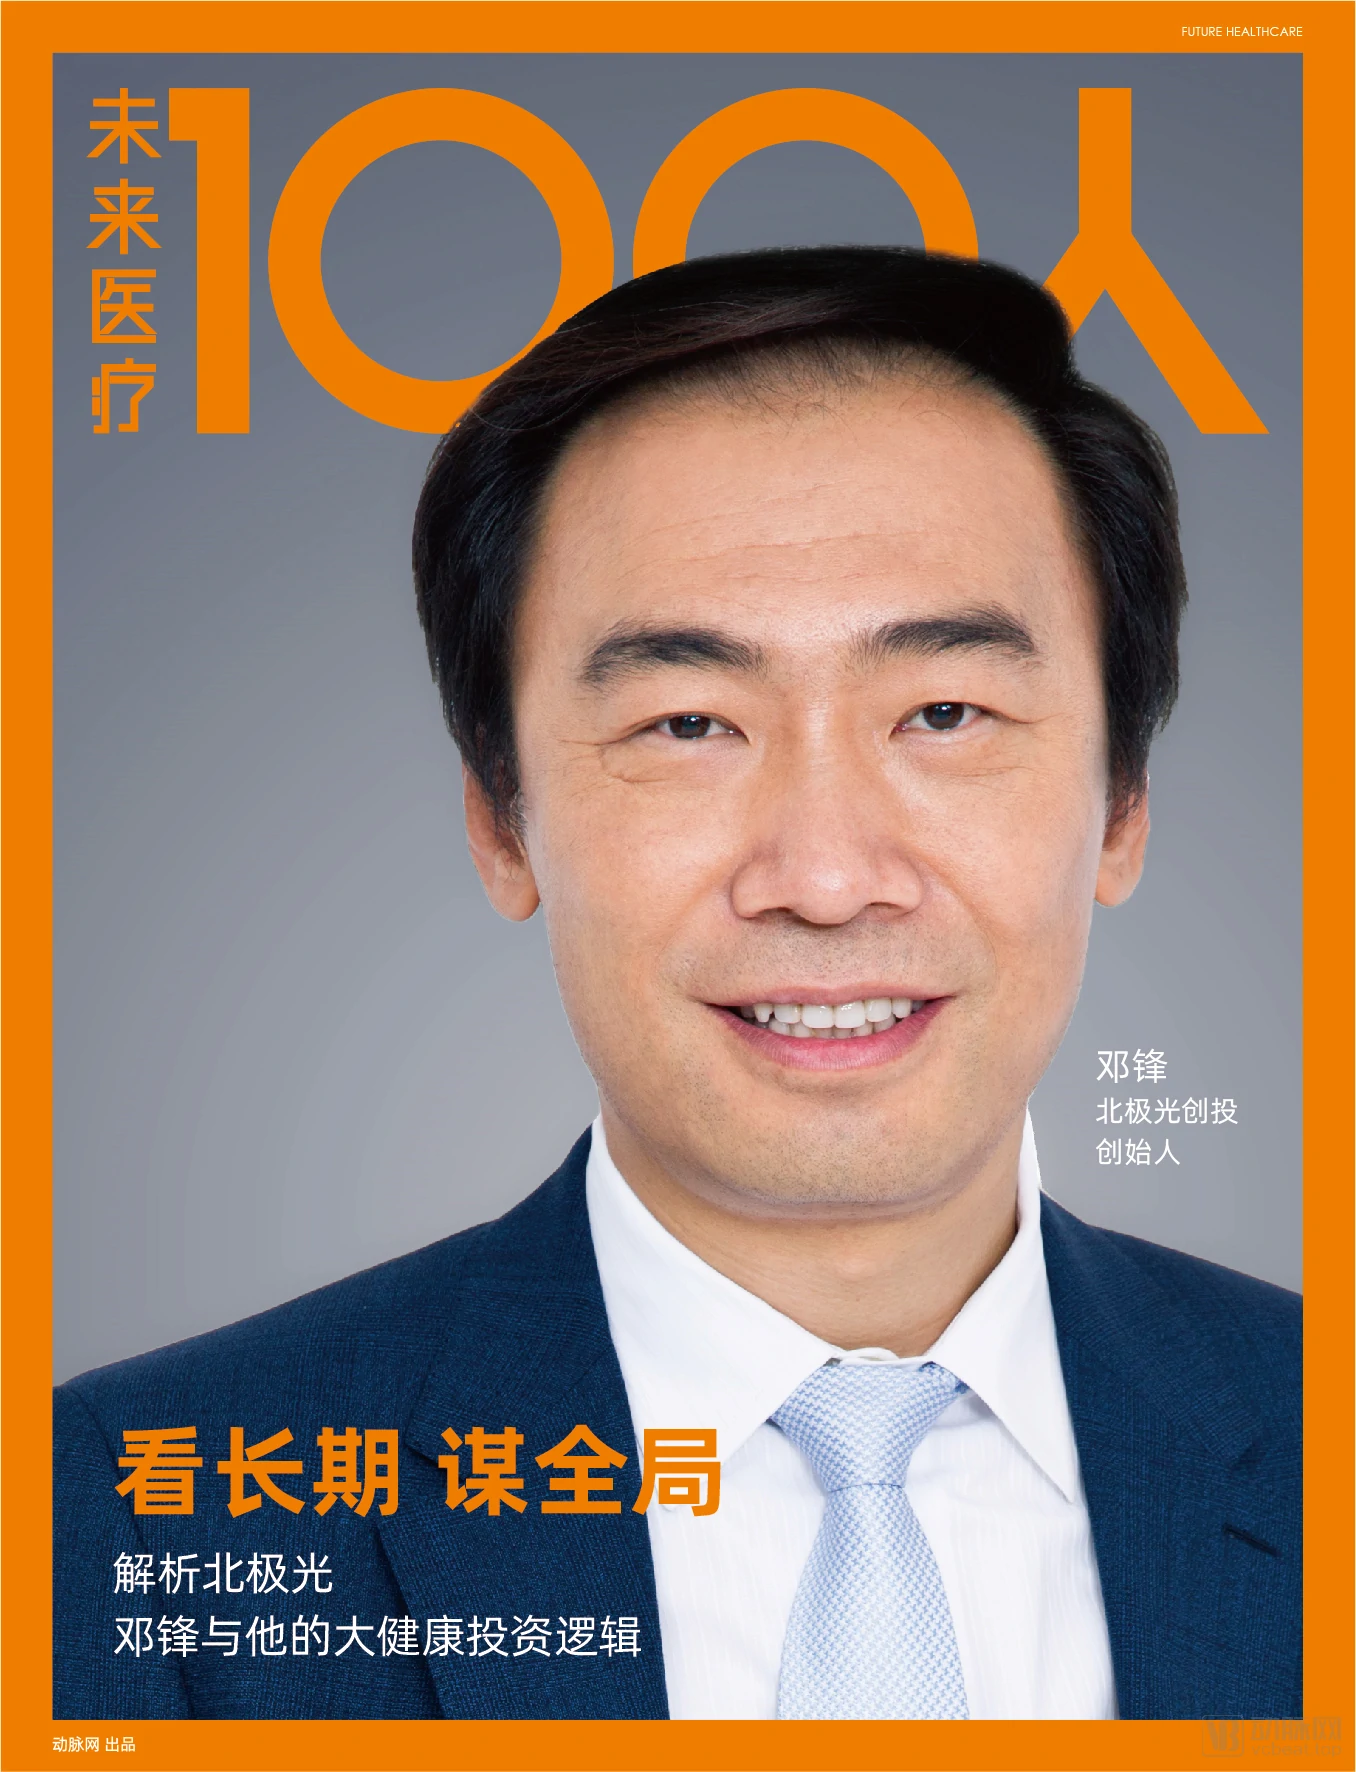 FUTURE HEALTHCARE
未来医疗
100人
邓锋
北极光创投
创始人
看长期 谋全局
解析北极光
邓锋与他的大健康投资逻辑
动脉网 出品